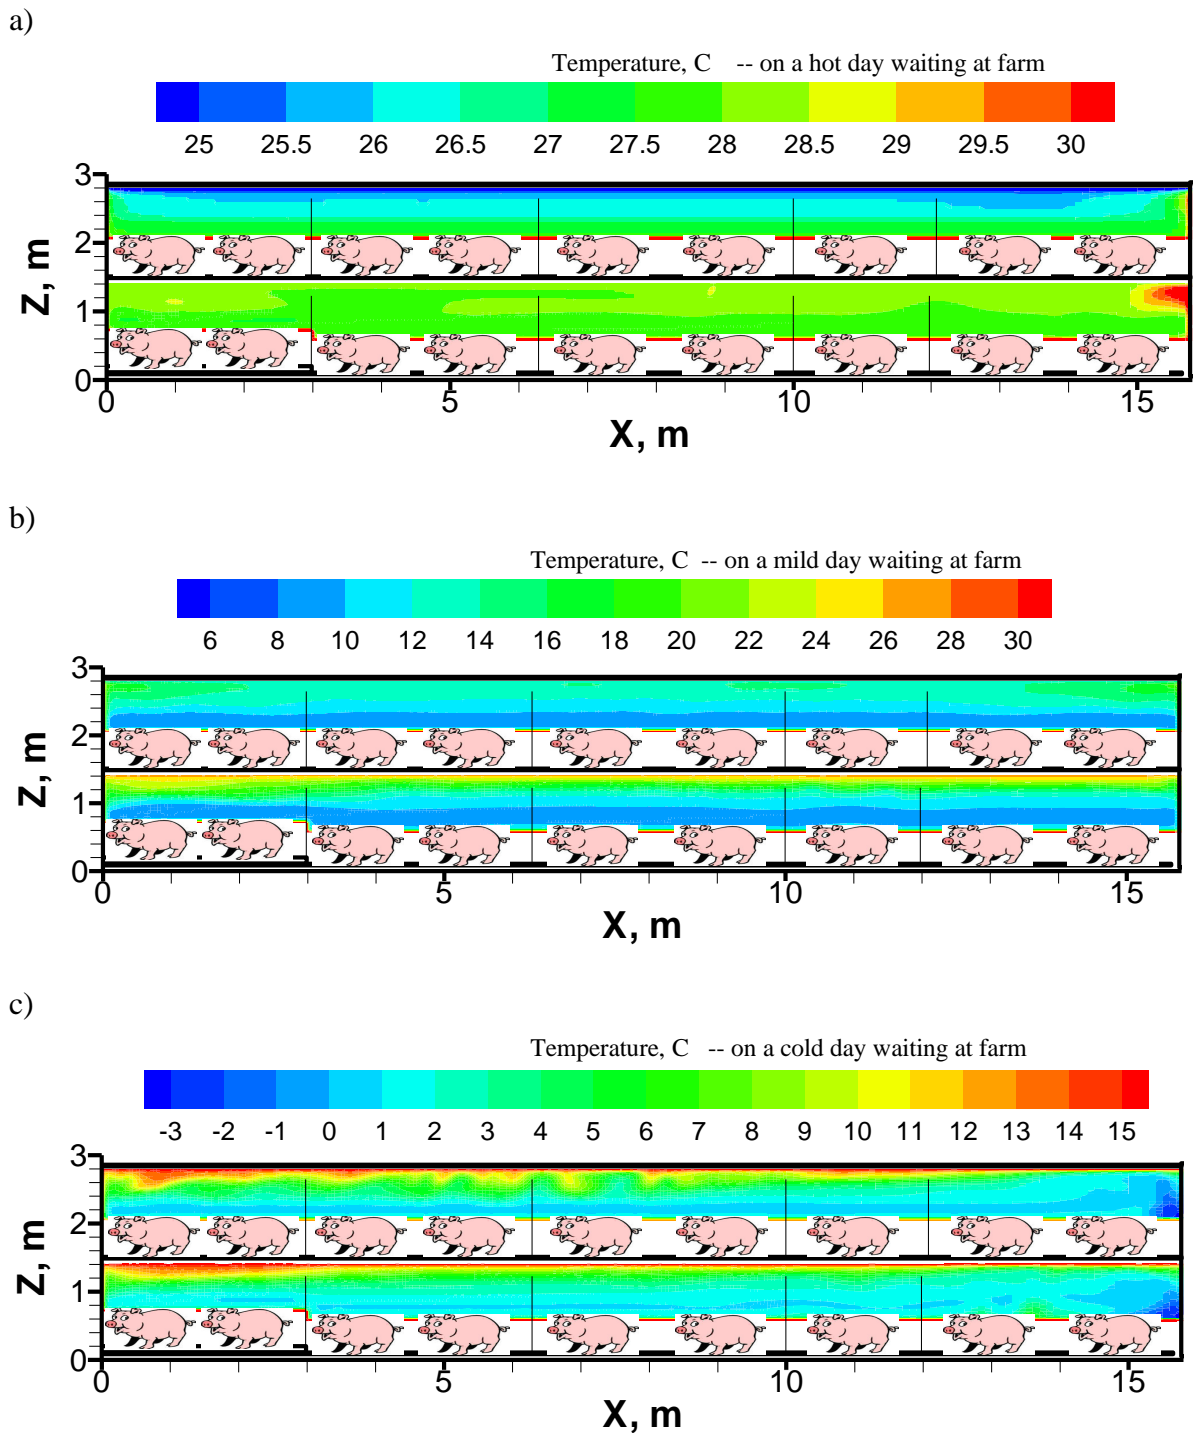 a)
Temperature, C -- on a hot day waiting at farm
25 25.5 26 26.5 27 27.5 28 28.5 29 29.5 30
3
2
1
0
Z, m
0 5 10 15
X, m
b)
Temperature, C -- on a mild day waiting at farm
6 8 10 12 14 16 18 20 22 24 26 28 30
3
2
1
0
Z, m
0 5 10 15
X, m
c)
Temperature, C -- on a cold day waiting at farm
-3 -2 -1 0 1 2 3 4 5 6 7 8 9 10 11 12 13 14 15
3
2
1
0
Z, m
0 5 10 15
X, m